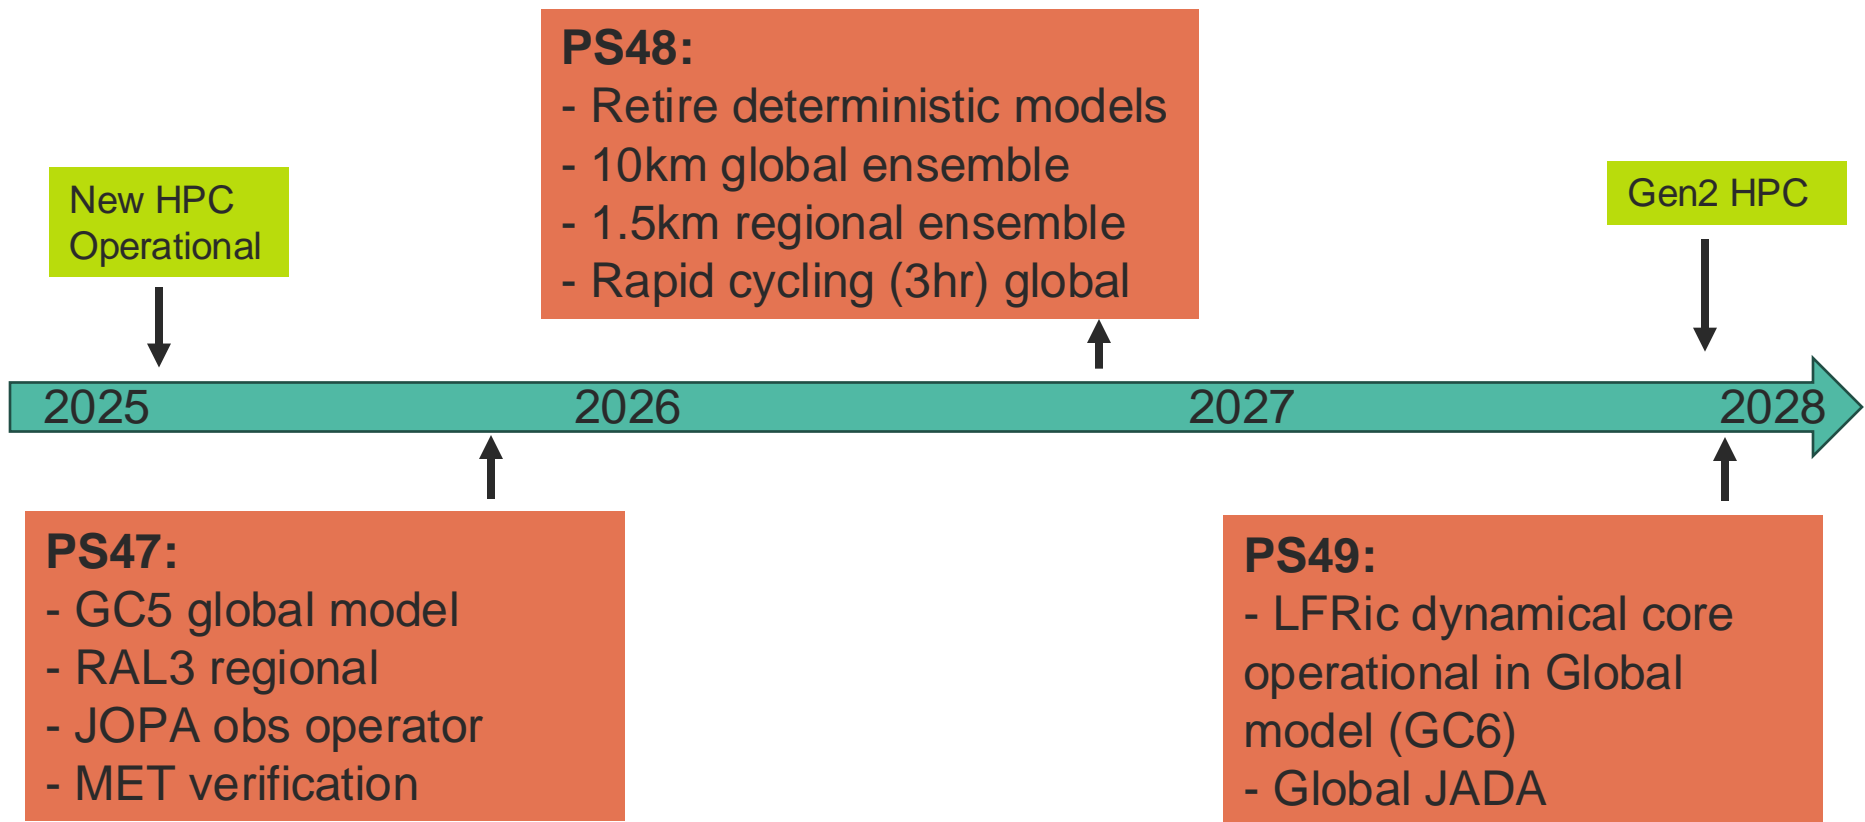 PS48:
- Retire deterministic models
- 10km global ensemble
- 1.5km regional ensemble
- Rapid cycling (3hr) global
New HPC
Operational
Gen2 HPC
2025
2026
2027
2028
PS47:
- GC5 global model
- RAL3 regional
- JOPA obs operator
- MET verification
PS49:
- LFRic dynamical core
operational in Global
model (GC6)
- Global JADA